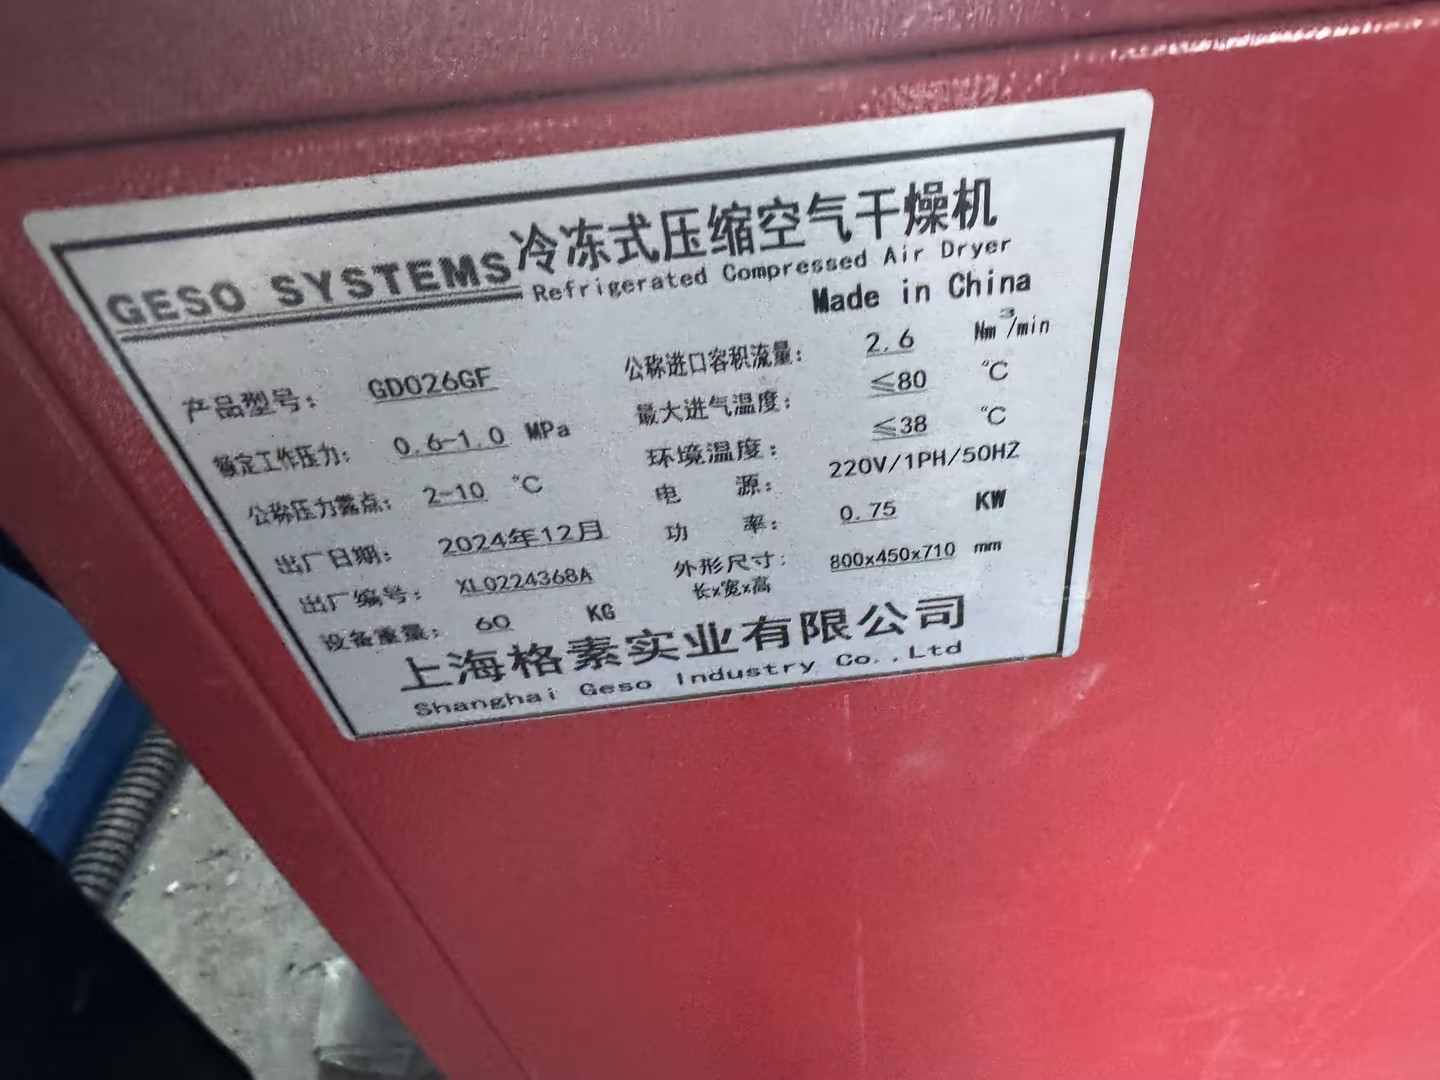 GESO SYSTEMS 冷冻式压缩空气干燥机
Refrigerated Compressed Air Dryer
Made in China
产品型号: GD026GF 公称进口容积流量: 2.6 Nm³/min
额定工作压力: 0.6-1.0 MPa 最大进气温度: ≤80 ℃
公称压力露点: 2-10 ℃ 环境温度: ≤38 ℃
出厂日期: 2024年12月 电 源: 220V/1PH/50HZ
出厂编号: XL0224368A 功 率: 0.75 KW
设备重量: 60 KG 外形尺寸: 800x450x710 mm
长x宽x高
上海格素实业有限公司
Shanghai Geso Industry Co.,Ltd